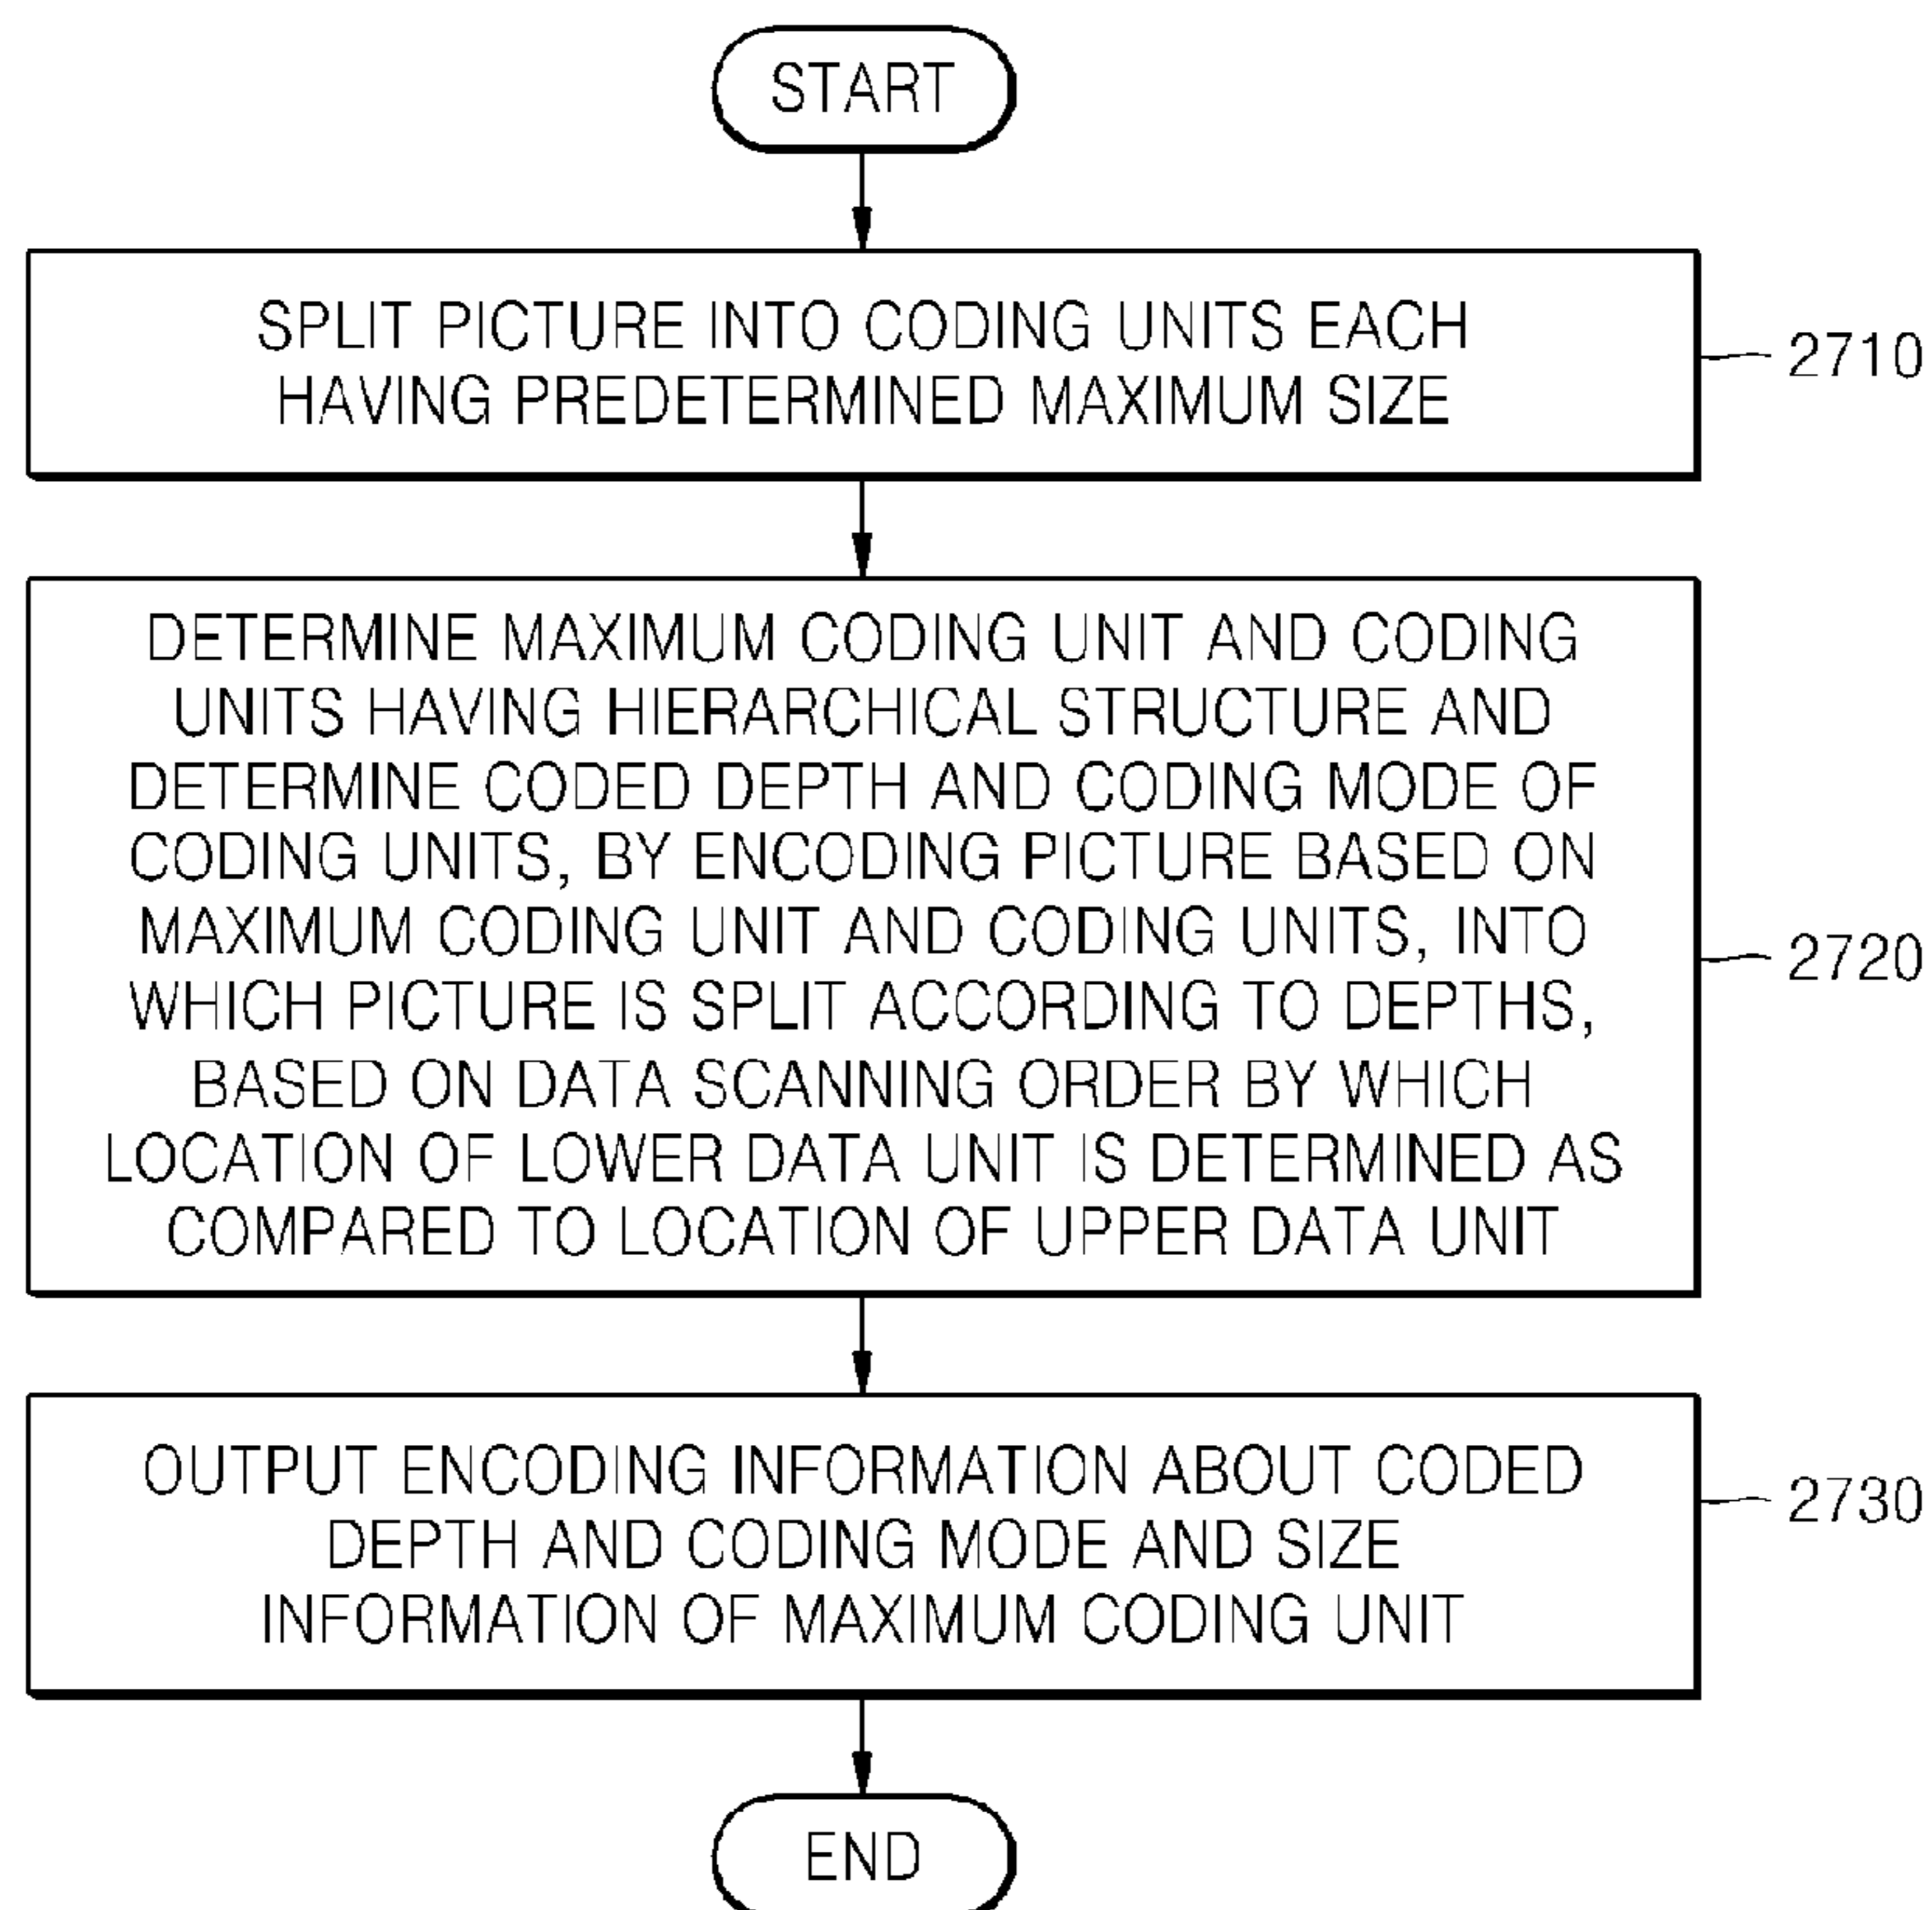 START
SPLIT PICTURE INTO CODING UNITS EACH
HAVING PREDETERMINED MAXIMUM SIZE
2710
DETERMINE MAXIMUM CODING UNIT AND CODING
UNITS HAVING HIERARCHICAL STRUCTURE AND
DETERMINE CODED DEPTH AND CODING MODE OF
CODING UNITS, BY ENCODING PICTURE BASED ON
MAXIMUM CODING UNIT AND CODING UNITS, INTO
WHICH PICTURE IS SPLIT ACCORDING TO DEPTHS,
BASED ON DATA SCANNING ORDER BY WHICH
LOCATION OF LOWER DATA UNIT IS DETERMINED AS
COMPARED TO LOCATION OF UPPER DATA UNIT
2720
OUTPUT ENCODING INFORMATION ABOUT CODED
DEPTH AND CODING MODE AND SIZE
INFORMATION OF MAXIMUM CODING UNIT
2730
END